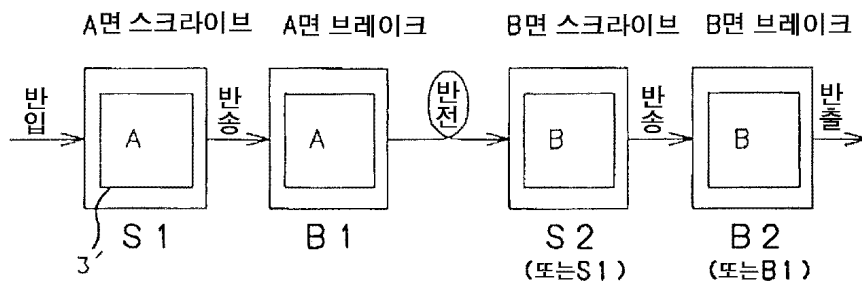 A면 스크라이브 A면 브레이크 B면 스크라이브 B면 브레이크
반입 반송 반전 반송 반출
A A B B
S1 B1 S2 B2
3' (또는S1) (또는B1)